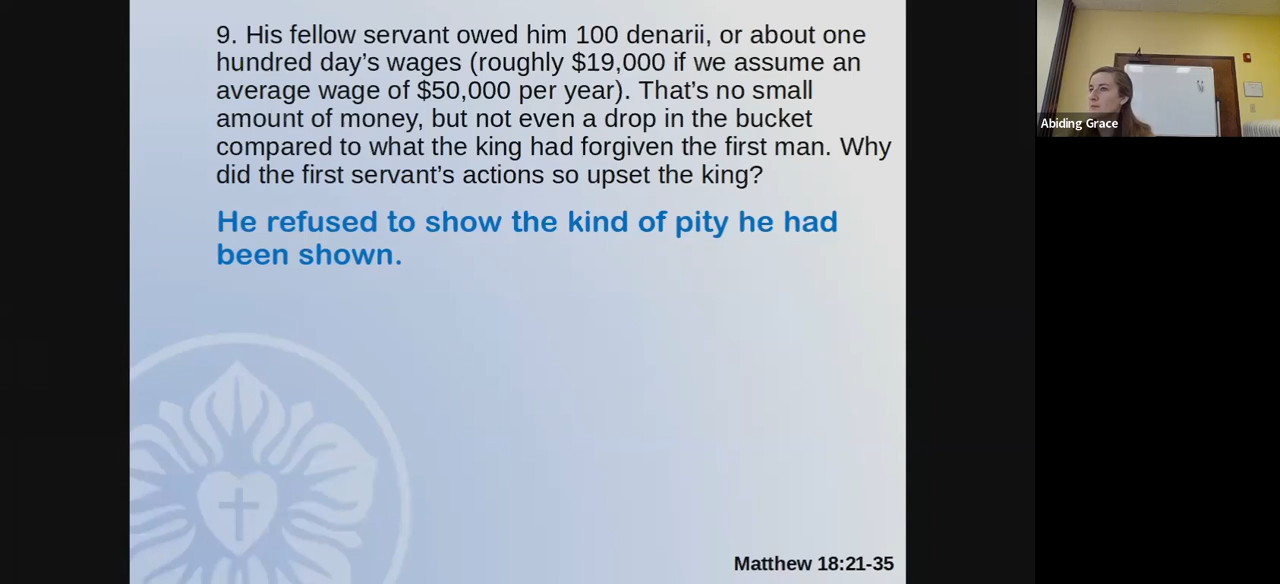 9. His fellow servant owed him 100 denarii, or about one
hundred day’s wages (roughly $19,000 if we assume an
average wage of $50,000 per year). That’s no small
amount of money, but not even a drop in the bucket
compared to what the king had forgiven the first man. Why
did the first servant’s actions so upset the king?
He refused to show the kind of pity he had
been shown.
Matthew 18:21-35
Abiding Grace